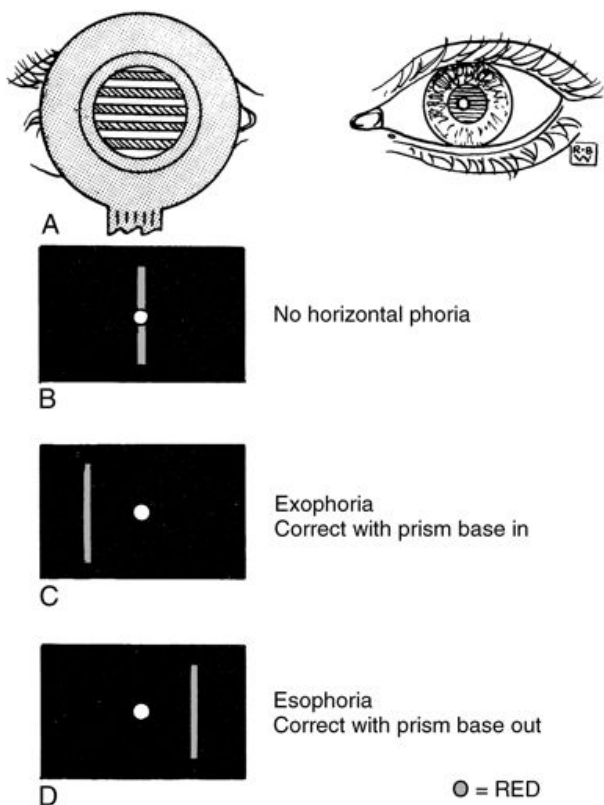 R-B
W
A
No horizontal phoria
B
Exophoria
Correct with prism base in
C
Esophoria
Correct with prism base out
D
= RED